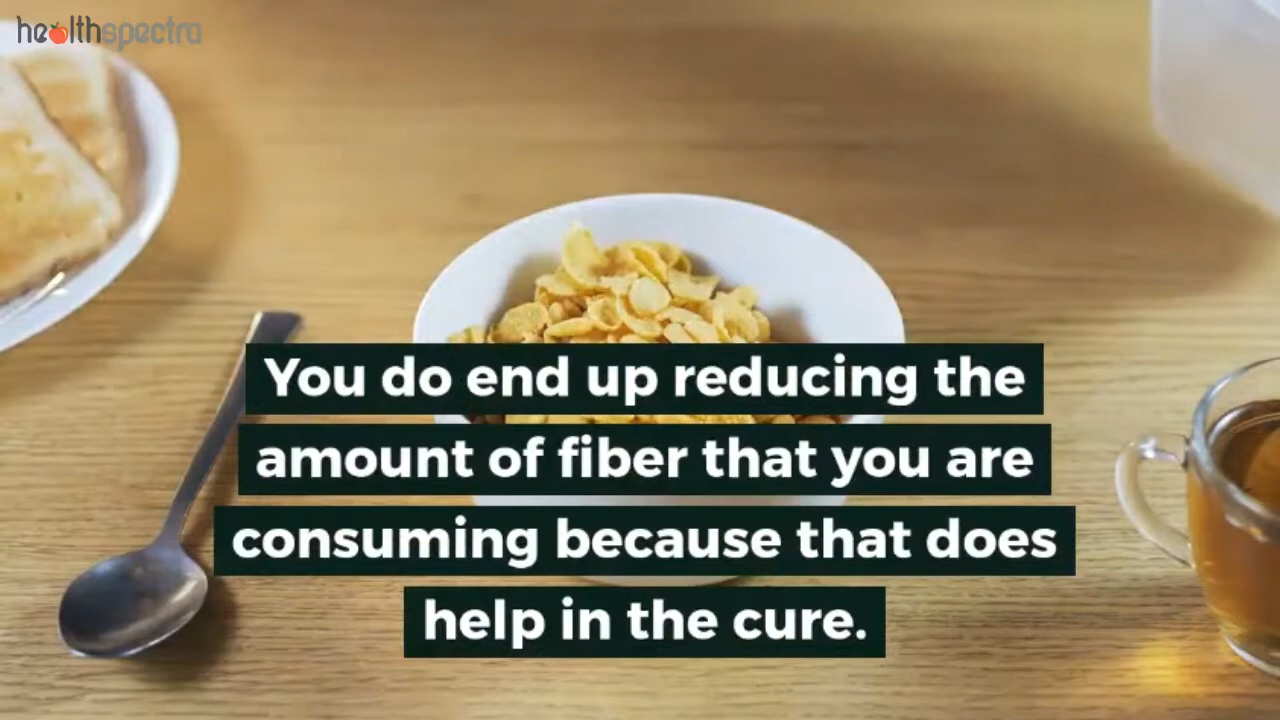 healthspectra
You do end up reducing the
amount of fiber that you are
consuming because that does
help in the cure.